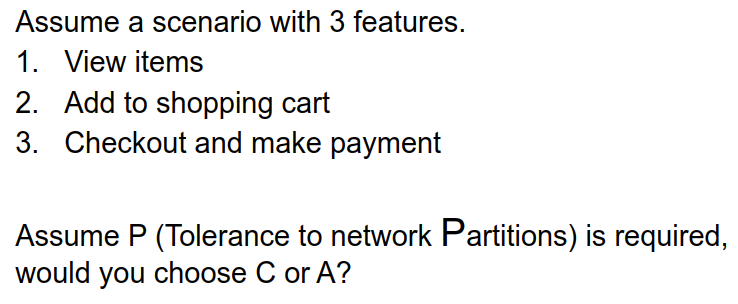 Assume a scenario with 3 features.
1. View items
2. Add to shopping cart
3. Checkout and make payment
Assume P (Tolerance to network Partitions) is required,
would you choose C or A?